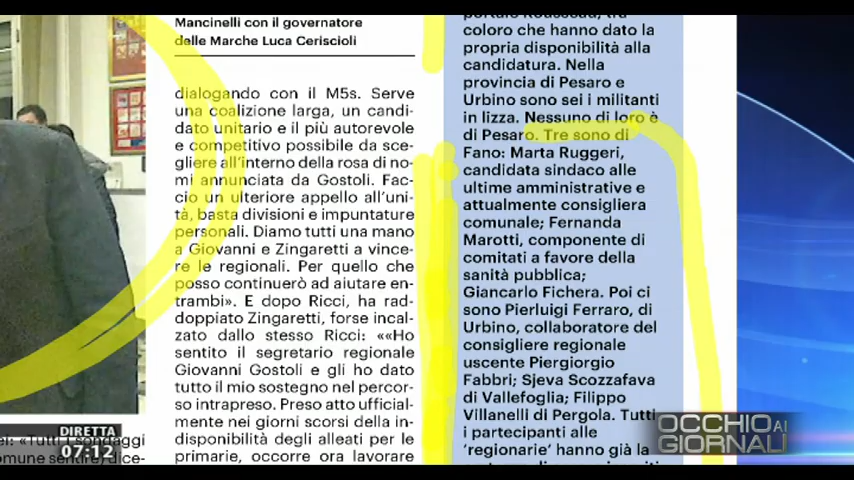 Mancinelli con il governatore
delle Marche Luca Ceriscioli
dialogando con il M5s. Serve
una coalizione larga, un candi-
dato unitario e il più autorevole
e competitivo possibile da sce-
gliere all'interno della rosa di no-
mi annunciata da Gostoli. Fac-
cio un ulteriore appello all'uni-
tà, basta divisioni e impuntature
personali. Diamo tutti una mano
a Giovanni e Zingaretti a vince-
re le regionali. Per quello che
posso continuerò ad aiutare en-
trambi». E dopo Ricci, ha rad-
doppiato Zingaretti, forse incal-
zato dallo stesso Ricci: ««Ho
sentito il segretario regionale
Giovanni Gostoli e gli ho dato
tutto il mio sostegno nel percor-
so intrapreso. Preso atto ufficial-
mente nei giorni scorsi della in-
disponibilità degli alleati per le
primarie, occorre ora lavorare
portale Rousseau, tra
coloro che hanno dato la
propria disponibilità alla
candidatura. Nella
provincia di Pesaro e
Urbino sono sei i militanti
in lizza. Nessuno di loro è
di Pesaro. Tre sono di
Fano: Marta Ruggeri,
candidata sindaco alle
ultime amministrative e
attualmente consigliera
comunale; Fernanda
Marotti, componente di
comitati a favore della
sanità pubblica;
Giancarlo Fichera. Poi ci
sono Pierluigi Ferraro, di
Urbino, collaboratore del
consigliere regionale
uscente Piergiorgio
Fabbri; Sjeva Scozzafava
di Vallefoglia; Filippo
Villanelli di Pergola. Tutti
i partecipanti alle
'regionarie' hanno già la
ei: «Tutti i sondaggi
omune sentire) dice-
DIRETTA
07:12
OCCHIO AI
GIORNALI